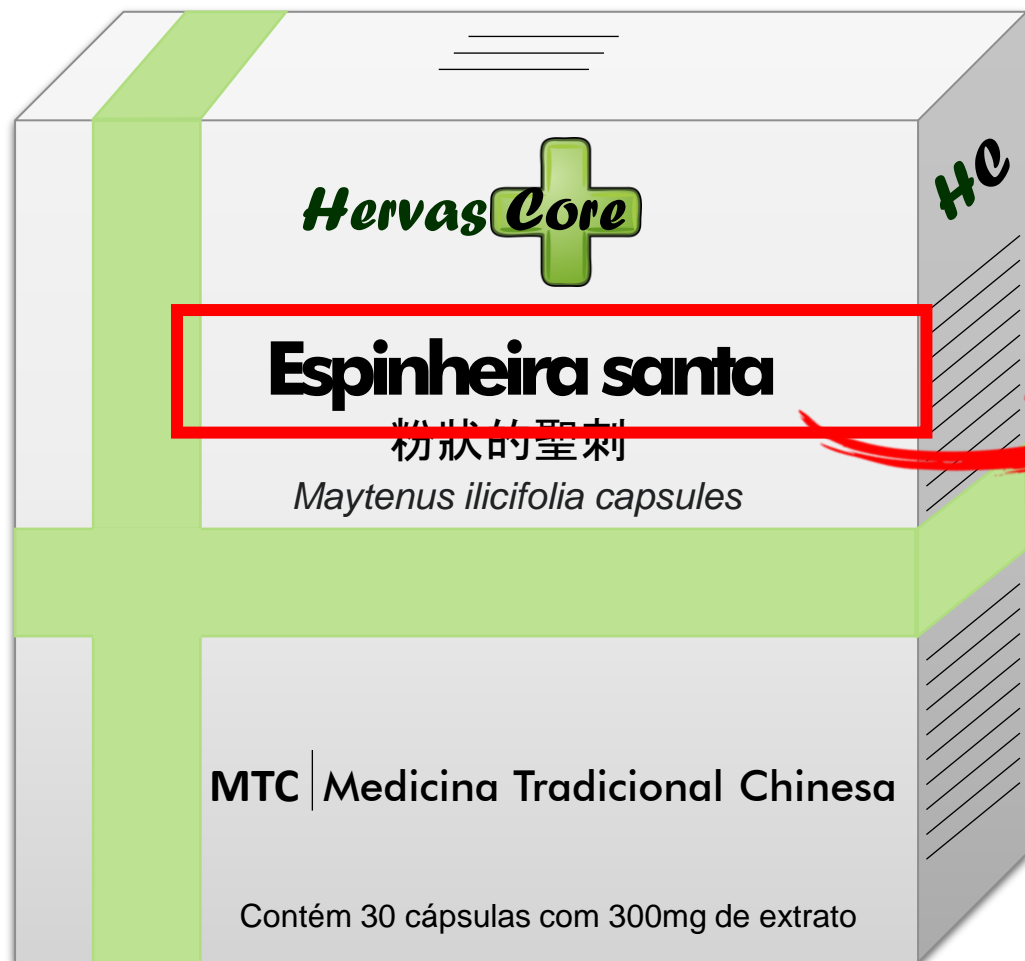 Hervas Core
HC
Espinheira santa
粉狀的聖刺
Maytenus ilicifolia capsules
MTC | Medicina Tradicional Chinesa
Contém 30 cápsulas com 300mg de extrato